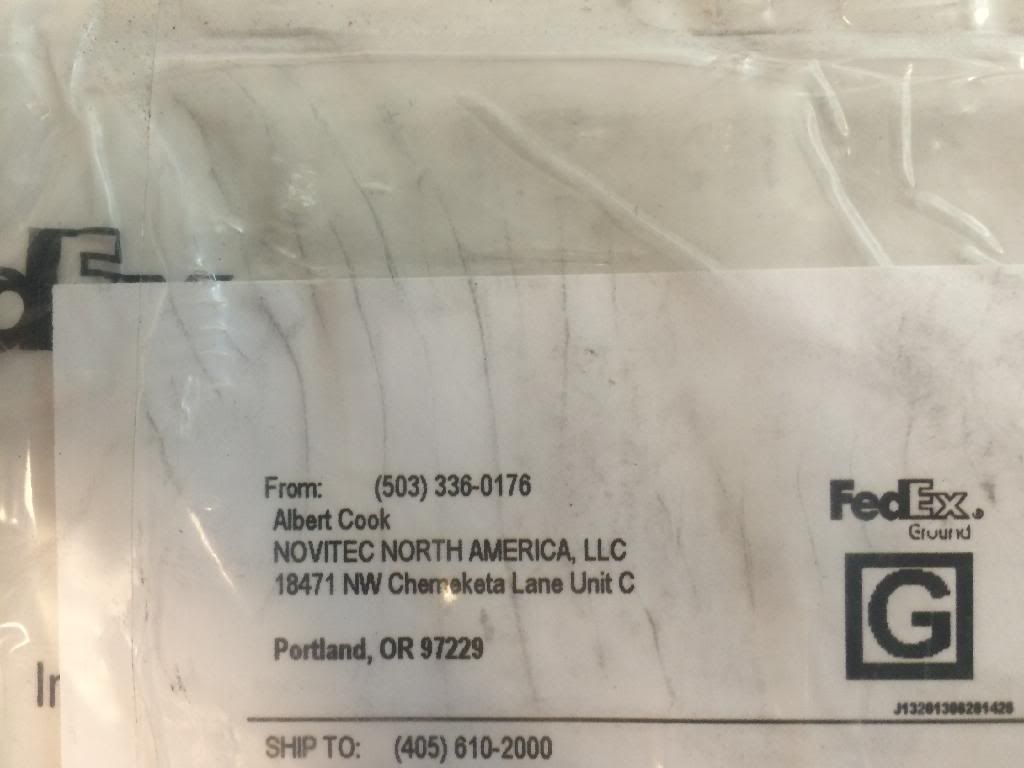 From: (503) 336-0176
Albert Cook
NOVITEC NORTH AMERICA, LLC
18471 NW Chemeketa Lane Unit C
Portland, OR 97229
FedEx.
Ground
G
SHIP TO: (405) 610-2000